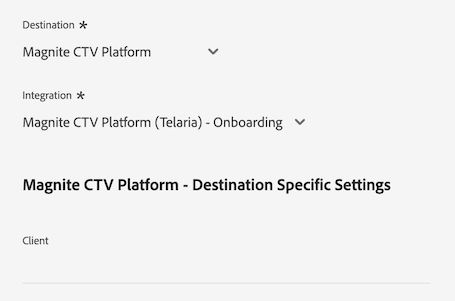 Destination *
Magnite CTV Platform
Integration *
Magnite CTV Platform (Telaria) - Onboarding
Magnite CTV Platform - Destination Specific Settings
Client